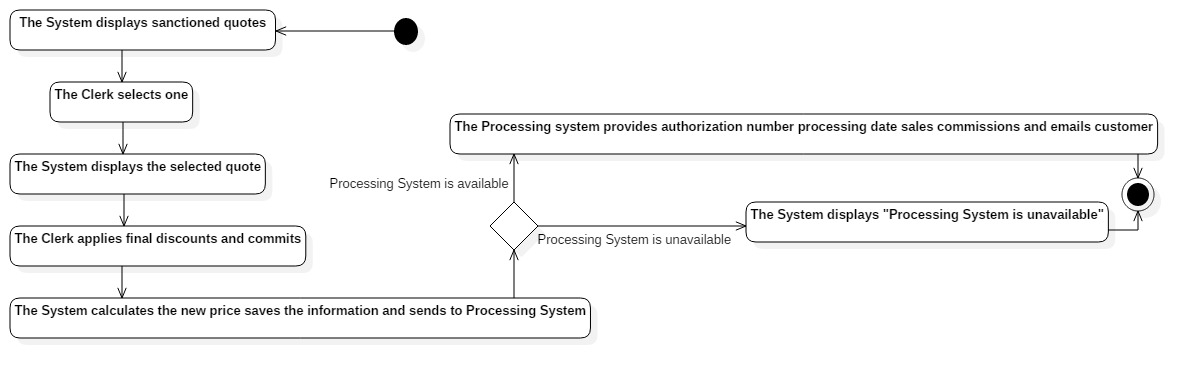 The System displays sanctioned quotes
The Clerk selects one
The System displays the selected quote
The Clerk applies final discounts and commits
The System calculates the new price saves the information and sends to Processing System
Processing System is available
The Processing system provides authorization number processing date sales commissions and emails customer
Processing System is unavailable
The System displays "Processing System is unavailable"